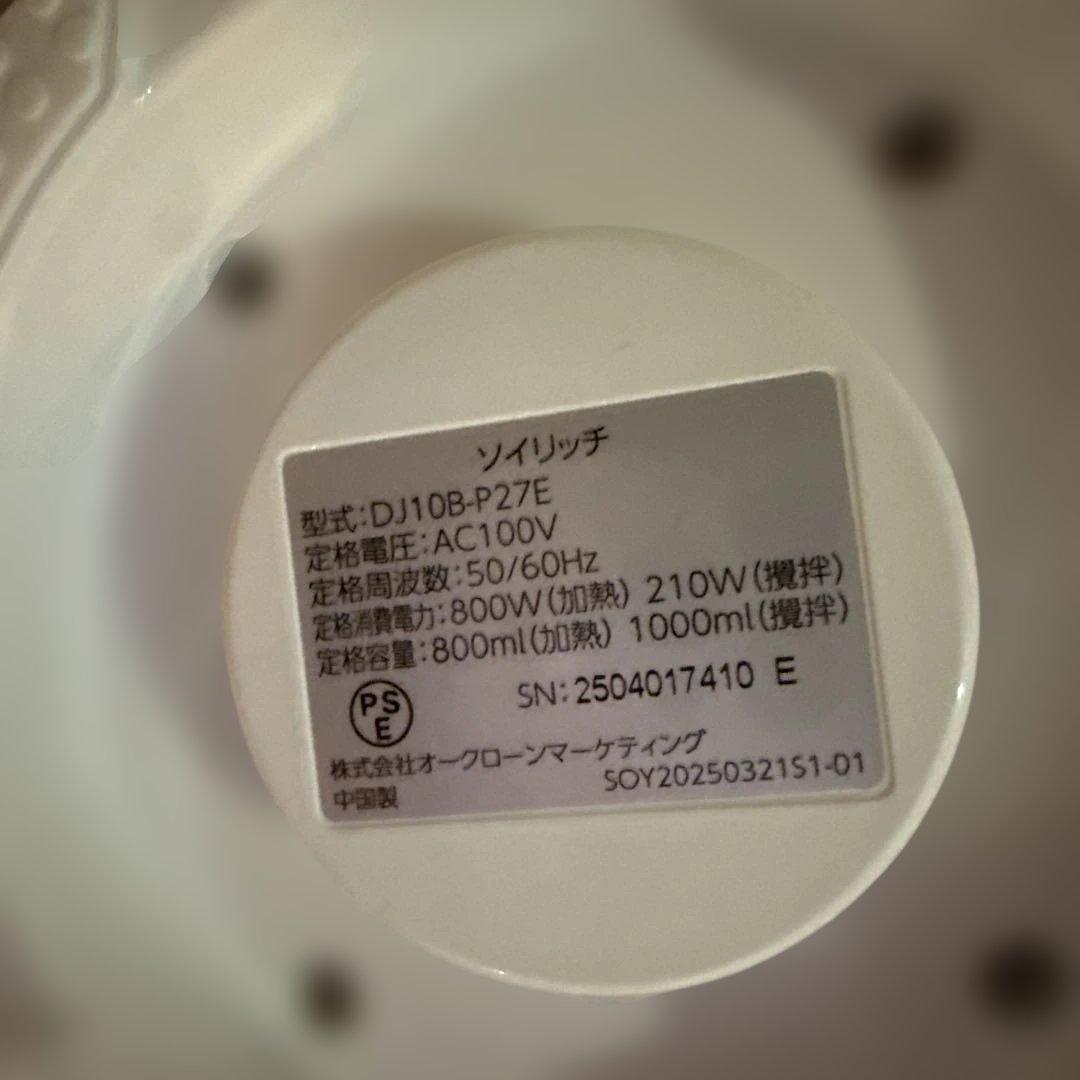 ソイリッチ
型式:DJ10B-P27E
定格電圧:AC100V
定格周波数:50/60Hz
定格消費電力:800W(加熱) 210W(攪拌)
定格容量:800ml(加熱) 1000ml(攪拌)
PS
E
SN:2504017410 E
株式会社オークローンマーケティング
中国製
SOY20250321S1-01